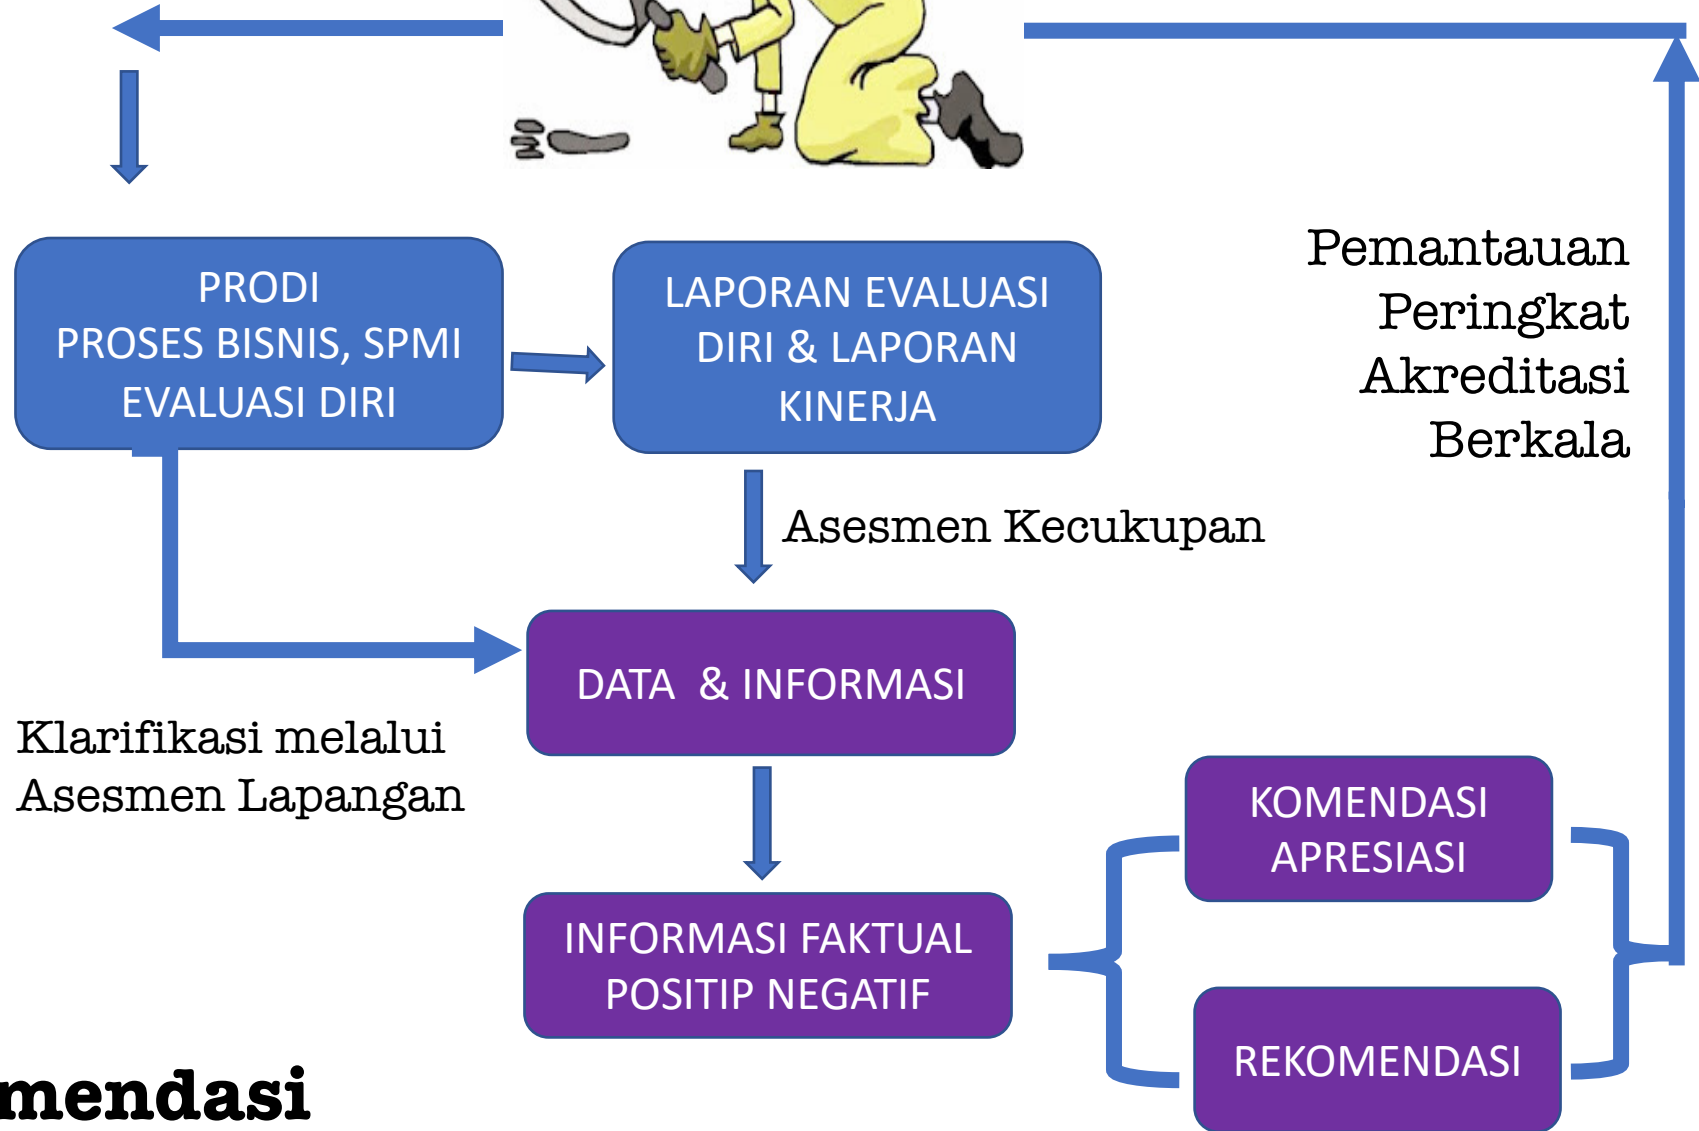 PRODI
PROSES BISNIS, SPMI
EVALUASI DIRI
LAPORAN EVALUASI
DIRI & LAPORAN
KINERJA
Pemantauan
Peringkat
Akreditasi
Berkala
Asesmen Kecukupan
DATA & INFORMASI
Klarifikasi melalui
Asesmen Lapangan
KOMENDASI
APRESIASI
INFORMASI FAKTUAL
POSITIP NEGATIF
REKOMENDASI
mendasi